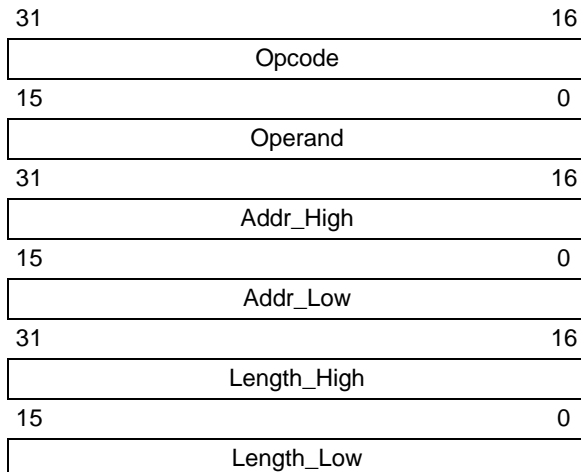 31 16
Opcode
15 0
Operand
31 16
Addr_High
15 0
Addr_Low
31 16
Length_High
15 0
Length_Low